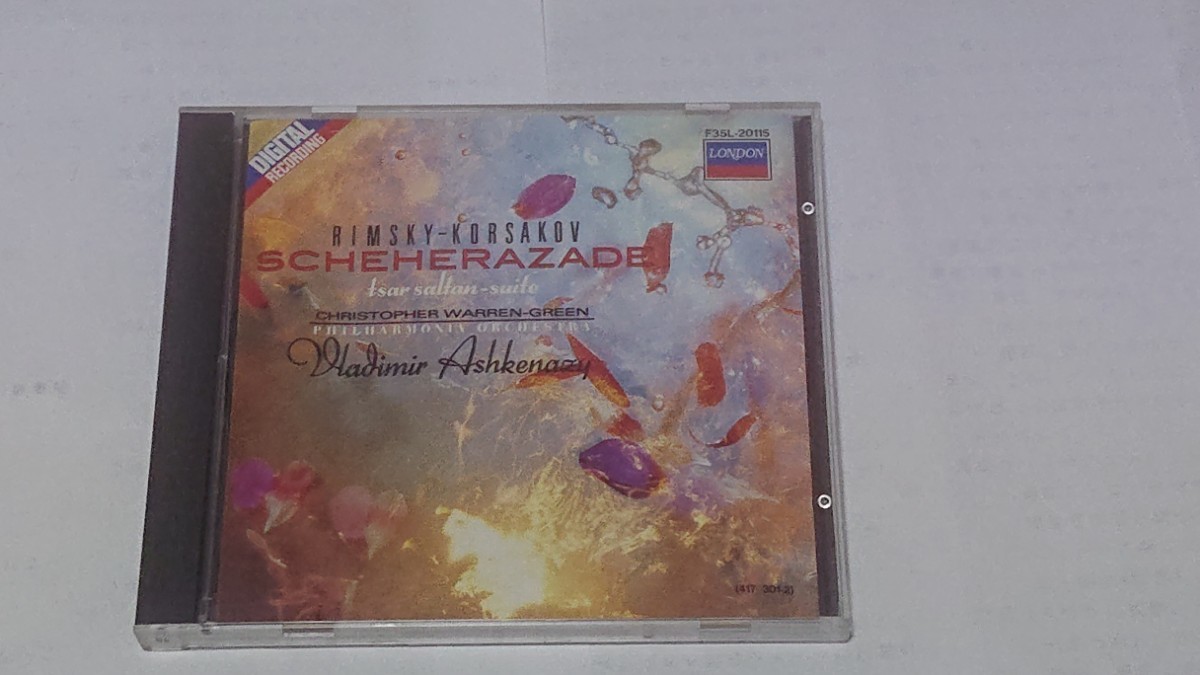 DIGITAL
RECORDING
F35L-20115
LONDON
RIMSKY-KORSAKOV
SCHEHERAZADE
tsar saltan-suite
CHRISTOPHER WARREN-GREEN
PHILHARMONIA ORCHESTRA
Vladimir Ashkenazy
(417 301-2)